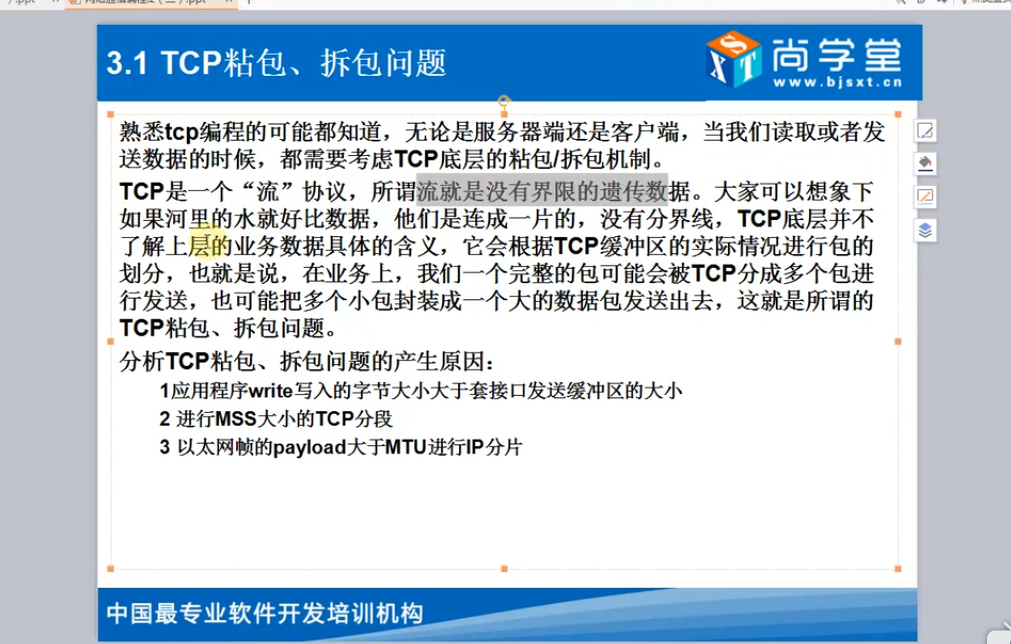 3.1 TCP粘包、拆包问题
尚学堂
www.bjsxt.cn
SXT
熟悉tcp编程的可能都知道，无论是服务器端还是客户端，当我们读取或者发
送数据的时候，都需要考虑TCP底层的粘包/拆包机制。
TCP是一个“流”协议，所谓流就是没有界限的遗传数据。大家可以想象下
如果河里的水就好比数据，他们是连成一片的，没有分界线，TCP底层并不
了解上层的业务数据具体的含义，它会根据TCP缓冲区的实际情况进行包的
划分，也就是说，在业务上，我们一个完整的包可能会被TCP分成多个包进
行发送，也可能把多个小包封装成一个大的数据包发送出去，这就是所谓的
TCP粘包、拆包问题。
分析TCP粘包、拆包问题的产生原因：
1应用程序write写入的字节大小大于套接口发送缓冲区的大小
2 进行MSS大小的TCP分段
3 以太网帧的payload大于MTU进行IP分片
中国最专业软件开发培训机构